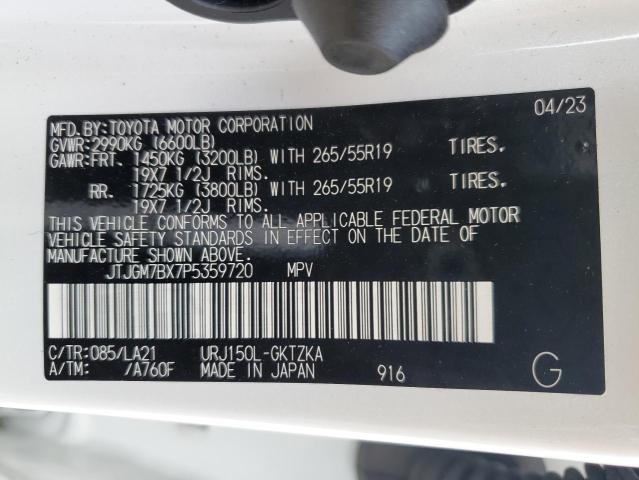 04/23
MFD.BY:TOYOTA MOTOR CORPORATION
GVWR:2990KG (6600LB)
GAWR:FRT. 1450KG (3200LB) WITH 265/55R19 TIRES.
19X7 1/2J RIMS.
RR. 1725KG (3800LB) WITH 265/55R19 TIRES.
19X7 1/2J RIMS.
THIS VEHICLE CONFORMS TO ALL APPLICABLE FEDERAL MOTOR
VEHICLE SAFETY STANDARDS IN EFFECT ON THE DATE OF
MANUFACTURE SHOWN ABOVE.
JTJGM7BX7P5359720 MPV
C/TR:085/LA21 URJ150L-GKTZKA
A/TM: /A760F MADE IN JAPAN 916 G